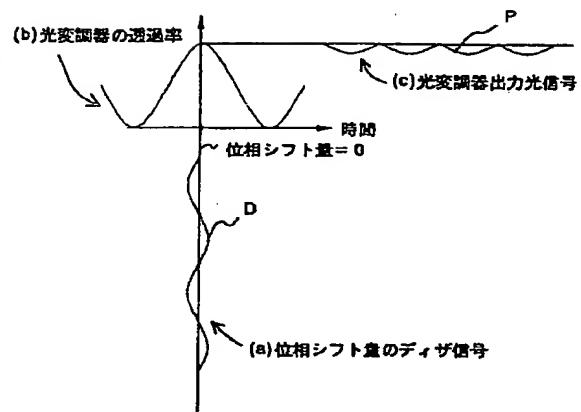 (b)光変調器の透過率
P
(c)光変調器出力光信号
時間
位相シフト量=0
D
(a)位相シフト量のディザ信号